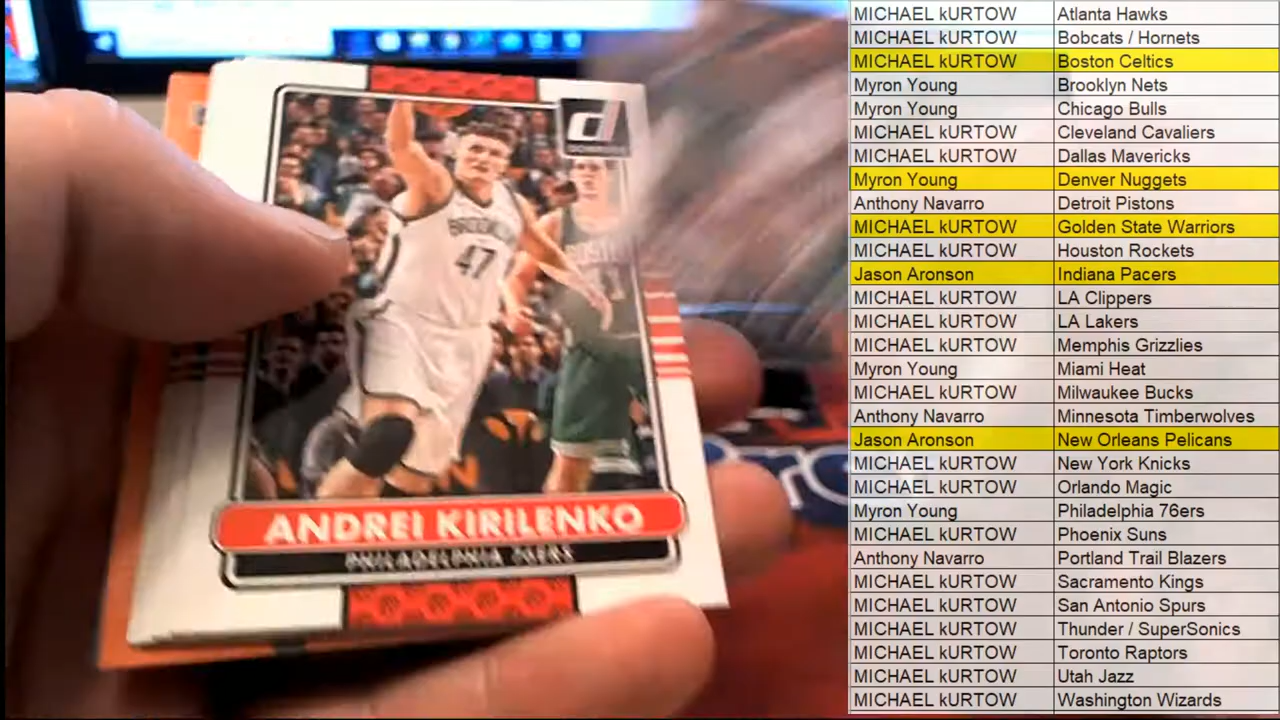 d
DONRUSS
BROOKLYN
47
ANDREI KIRILENKO
PHILADELPHIA 76ERS
MICHAEL kURTOW Atlanta Hawks
MICHAEL kURTOW Bobcats / Hornets
MICHAEL kURTOW Boston Celtics
Myron Young Brooklyn Nets
Myron Young Chicago Bulls
MICHAEL kURTOW Cleveland Cavaliers
MICHAEL kURTOW Dallas Mavericks
Myron Young Denver Nuggets
Anthony Navarro Detroit Pistons
MICHAEL kURTOW Golden State Warriors
MICHAEL kURTOW Houston Rockets
Jason Aronson Indiana Pacers
MICHAEL kURTOW LA Clippers
MICHAEL kURTOW LA Lakers
MICHAEL kURTOW Memphis Grizzlies
Myron Young Miami Heat
MICHAEL kURTOW Milwaukee Bucks
Anthony Navarro Minnesota Timberwolves
Jason Aronson New Orleans Pelicans
MICHAEL kURTOW New York Knicks
MICHAEL kURTOW Orlando Magic
Myron Young Philadelphia 76ers
MICHAEL kURTOW Phoenix Suns
Anthony Navarro Portland Trail Blazers
MICHAEL kURTOW Sacramento Kings
MICHAEL kURTOW San Antonio Spurs
MICHAEL kURTOW Thunder / SuperSonics
MICHAEL kURTOW Toronto Raptors
MICHAEL kURTOW Utah Jazz
MICHAEL kURTOW Washington Wizards